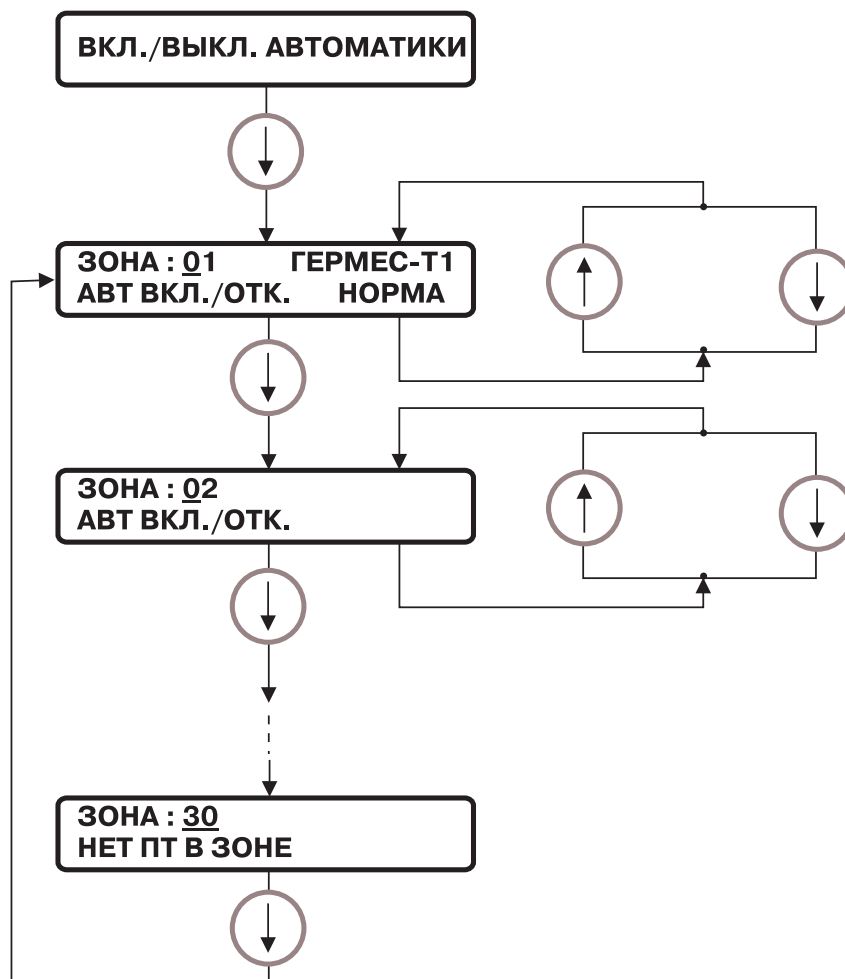 ВКЛ./ВЫКЛ. АВТОМАТИКИ
ЗОНА : 01 ГЕРМЕС-Т1
АВТ ВКЛ./ОТК. НОРМА
ЗОНА : 02
АВТ ВКЛ./ОТК.
ЗОНА : 30
НЕТ ПТ В ЗОНЕ